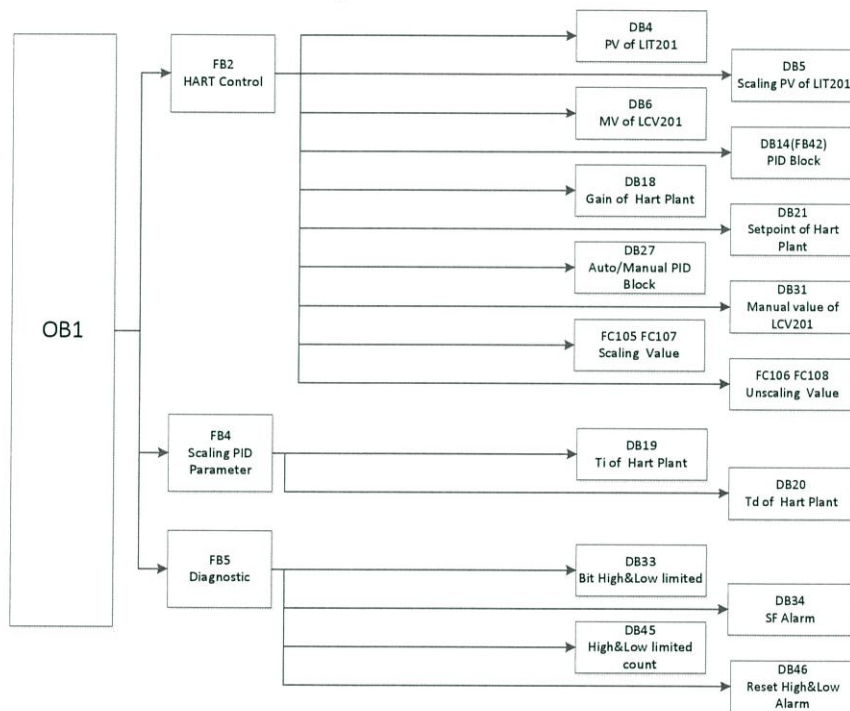 OB1
FB2
HART Control
DB4
PV of LIT201
DB5
Scaling PV of LIT201
DB6
MV of LCV201
DB14(FB42)
PID Block
DB18
Gain of Hart Plant
DB21
Setpoint of Hart
Plant
DB27
Auto/Manual PID
Block
DB31
Manual value of
LCV201
FC105 FC107
Scaling Value
FC106 FC108
Unscaling Value
FB4
Scaling PID
Parameter
DB19
Ti of Hart Plant
DB20
Td of Hart Plant
FB5
Diagnostic
DB33
Bit High&Low limited
DB34
SF Alarm
DB45
High&Low limited
count
DB46
Reset High&Low
Alarm